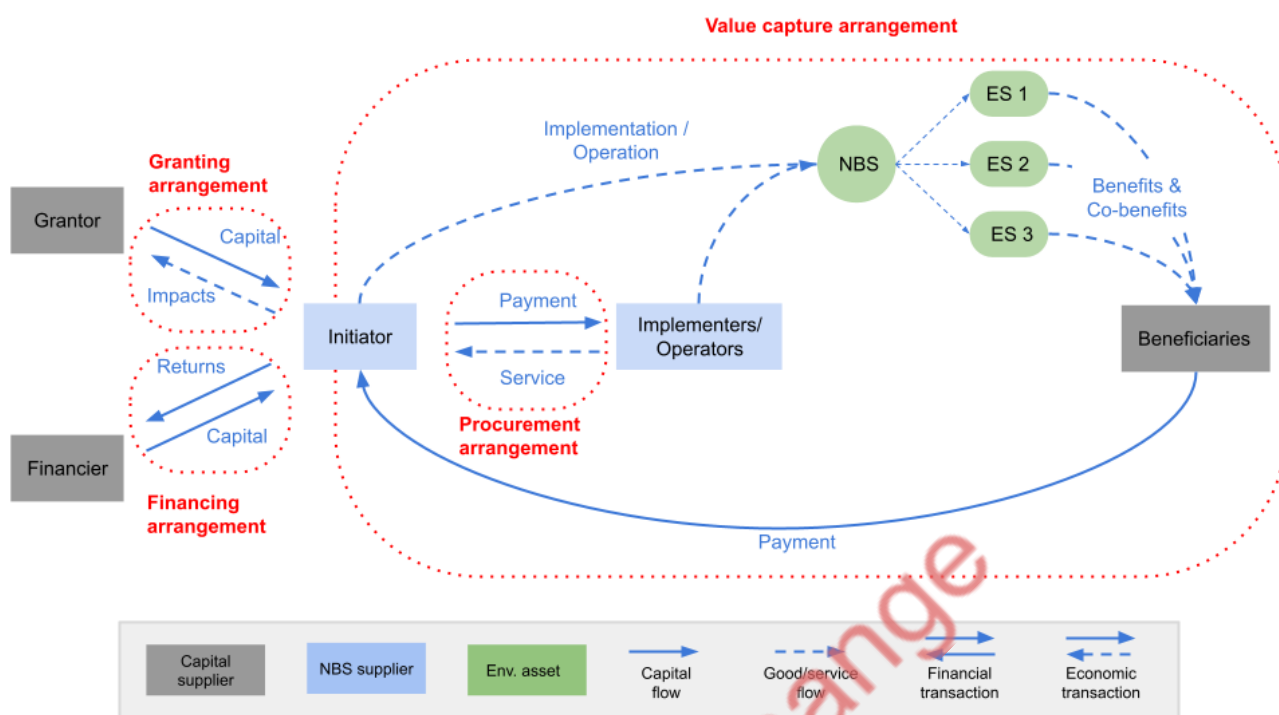 Value capture arrangement
ES 1
Implementation /
Operation
Granting
arrangement
NBS
ES 2
Benefits &
Co-benefits
Grantor
Capital
ES 3
Impacts
Payment
Initiator
Implementers/
Operators
Beneficiaries
Returns
Service
Capital
Procurement
arrangement
Financier
Financing
arrangement
Payment
Capital
supplier
NBS supplier
Env. asset
Capital
flow
Good/service
flow
Financial
transaction
Economic
transaction